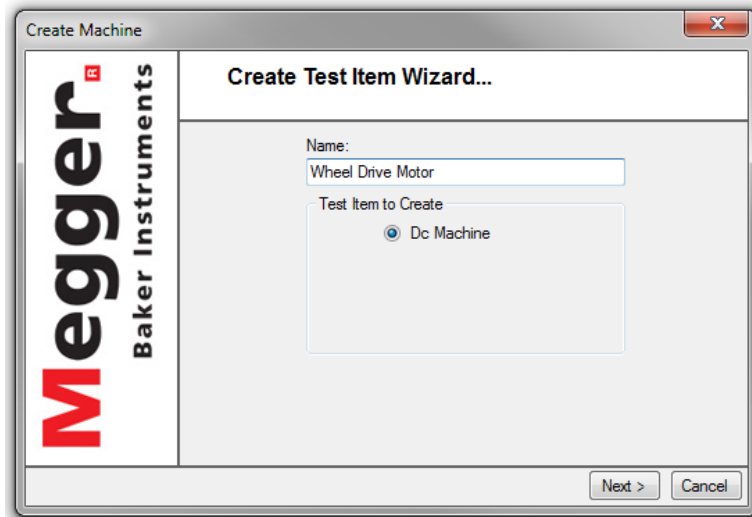 Create Machine
Megger®
Baker Instruments
Create Test Item Wizard...
Name:
Wheel Drive Motor
Test Item to Create
Dc Machine
Next >
Cancel